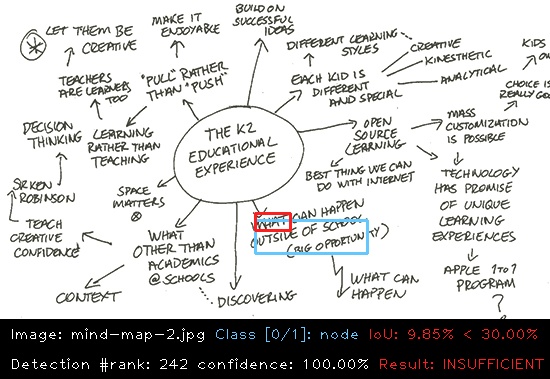 LET THEM BE
CREATIVE
MAKE IT
ENJOYABLE
BUILD ON
SUCCESSFUL
IDEAS
DIFFERENT LEARNING
STYLES
CREATIVE
KINESTHETIC
ANALYTICAL
KIDS
CHOICE IS
REALLY
TEACHERS
ARE LEARNERS
TOO
"PULL" RATHER
THAN "PUSH"
EACH KID IS
DIFFERENT
AND SPECIAL
DECISION
THINKING
LEARNING
RATHER THAN
TEACHING
THE K2
EDUCATIONAL
EXPERIENCE
OPEN
SOURCE
LEARNING
MASS
CUSTOMIZATION
IS POSSIBLE
BEST THING WE CAN
DO WITH INTERNET
SIR KEN
ROBINSON
SPACE
MATTERS
TECHNOLOGY
HAS PROMISE
OF UNIQUE
LEARNING
EXPERIENCES
TEACH
CREATIVE
CONFIDENCE
WHAT
OTHER THAN
ACADEMICS
@ SCHOOLS
WHAT CAN HAPPEN
OUTSIDE OF SCHOOL
(BIG OPPORTUNITY)
CONTEXT
DISCOVERING
WHAT CAN
HAPPEN
APPLE 1 TO 1
PROGRAM
?
Image: mind-map-2.jpg Class [0/1]: node IoU: 9.85% < 30.00%
Detection #rank: 242 confidence: 100.00% Result: INSUFFICIENT